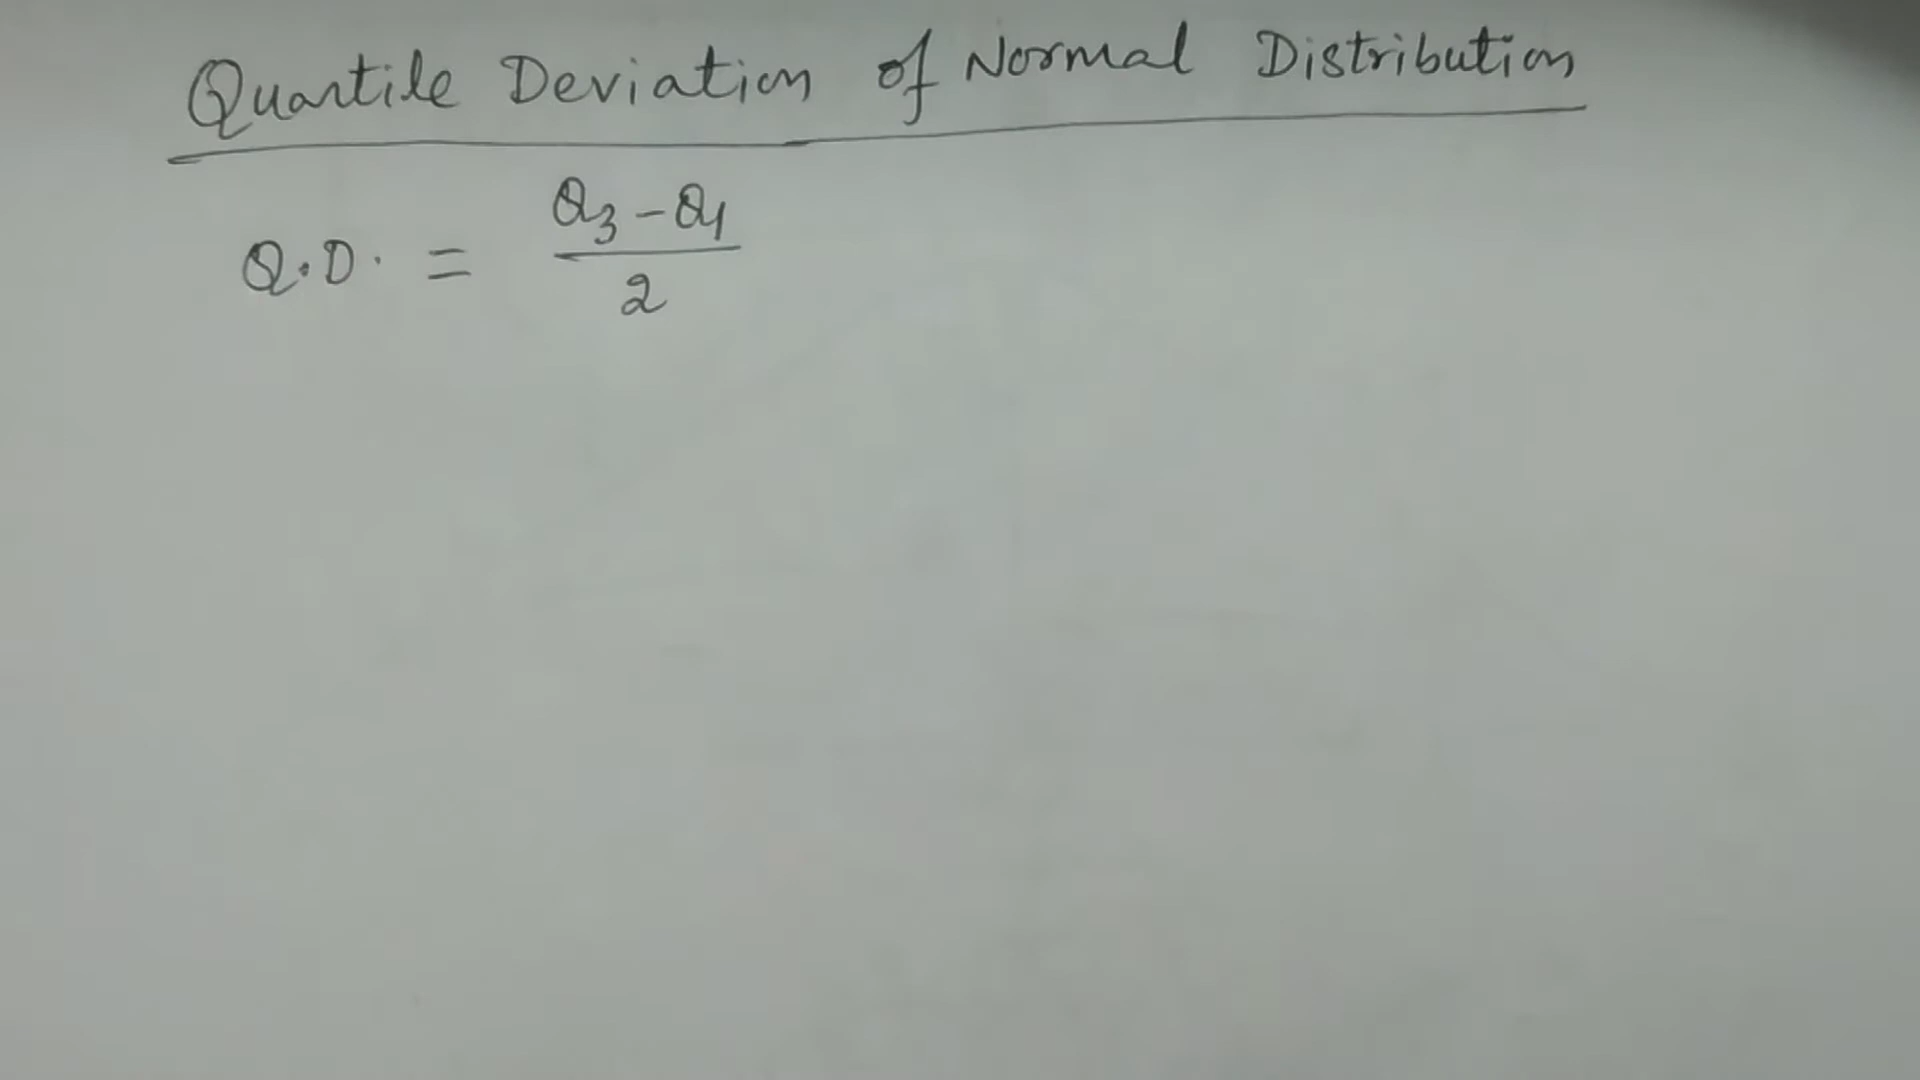 Quartile Deviation of Normal Distribution
Q.D. = Q₃ - Q₁ / 2